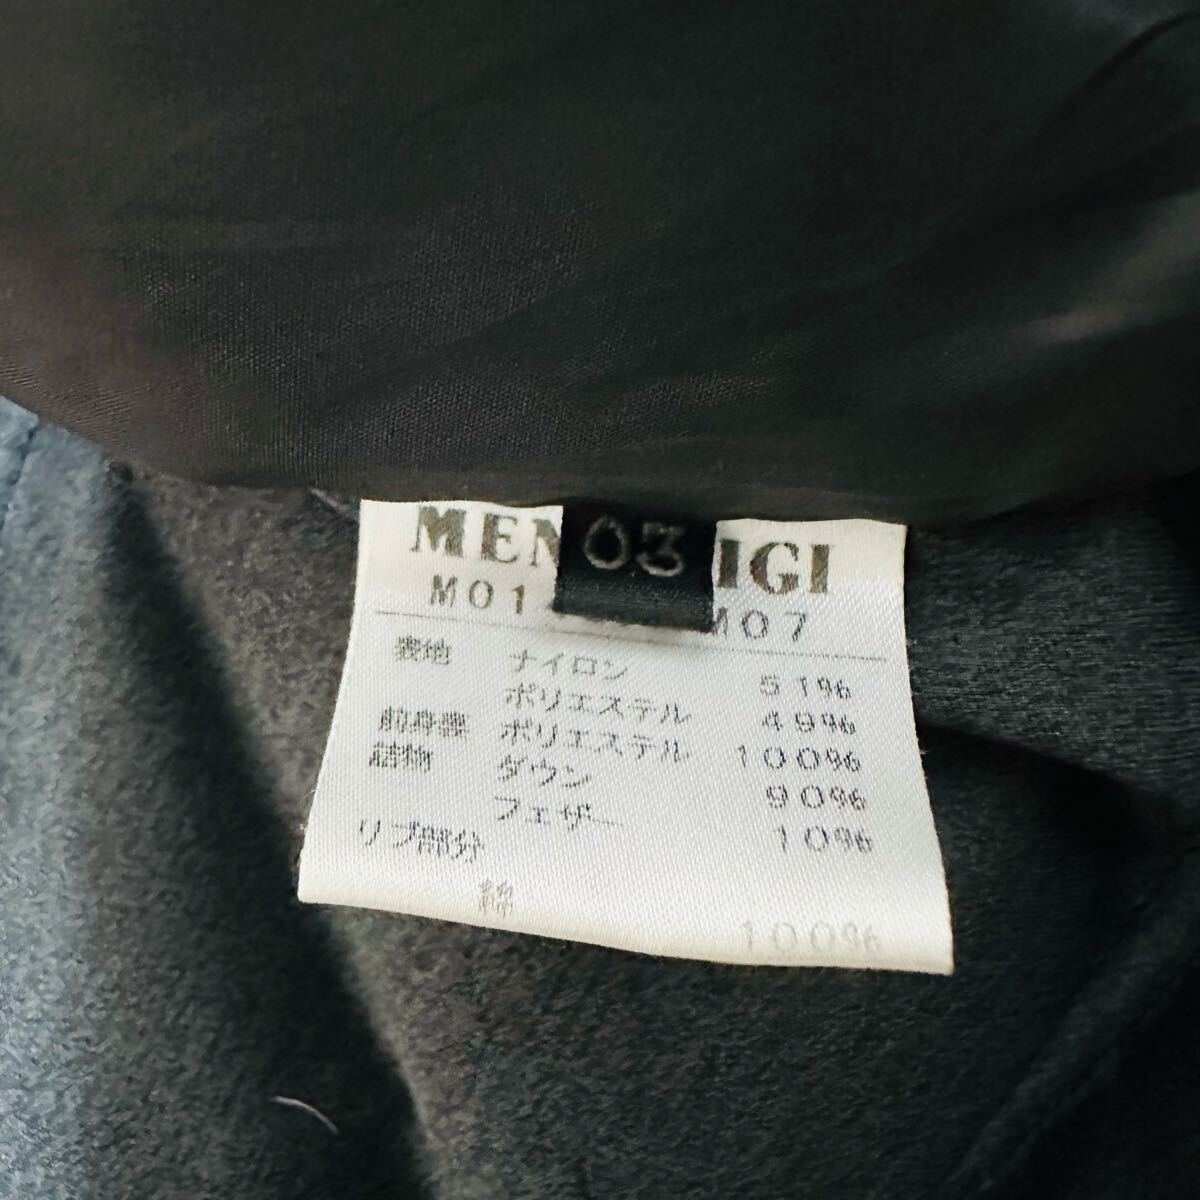 MEN 03 IGI
M01 M07
表地 ナイロン 51%
ポリエステル 49%
前身裏 ポリエステル 100%
詰物 ダウン 90%
フェザー 10%
リブ部分
綿 100%